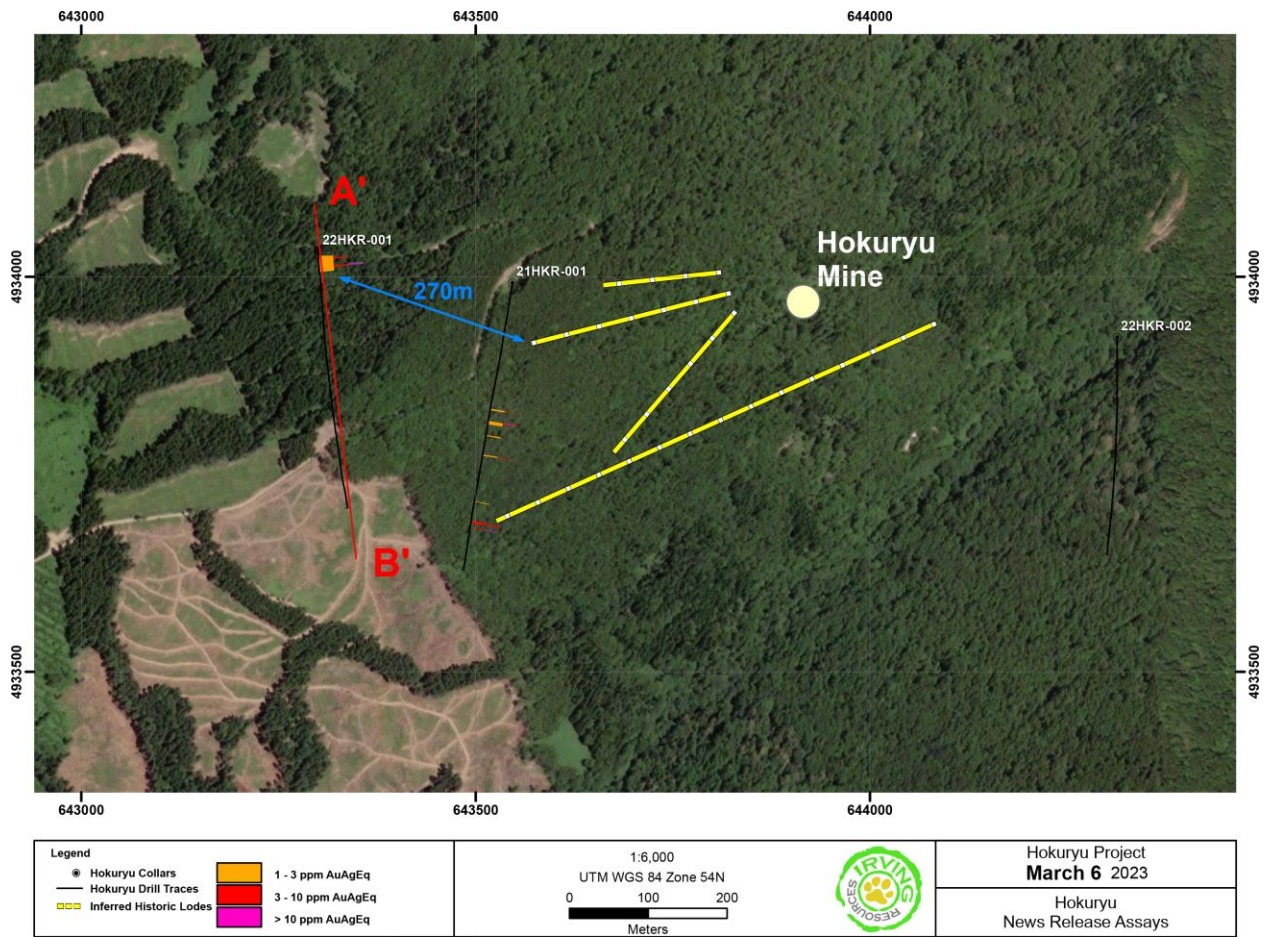 643000
643500
644000
4934000
4934000
A'
22HKR-001
21HKR-001
Hokuryu
Mine
270m
22HKR-002
B'
4933500
4933500
643000
643500
644000
Legend
Hokuryu Collars
Hokuryu Drill Traces
Inferred Historic Lodes
1 - 3 ppm AuAgEq
3 - 10 ppm AuAgEq
> 10 ppm AuAgEq
1:6,000
UTM WGS 84 Zone 54N
0 100 200
Meters
IRVING
RESOURCES
Hokuryu Project
March 6 2023
Hokuryu
News Release Assays